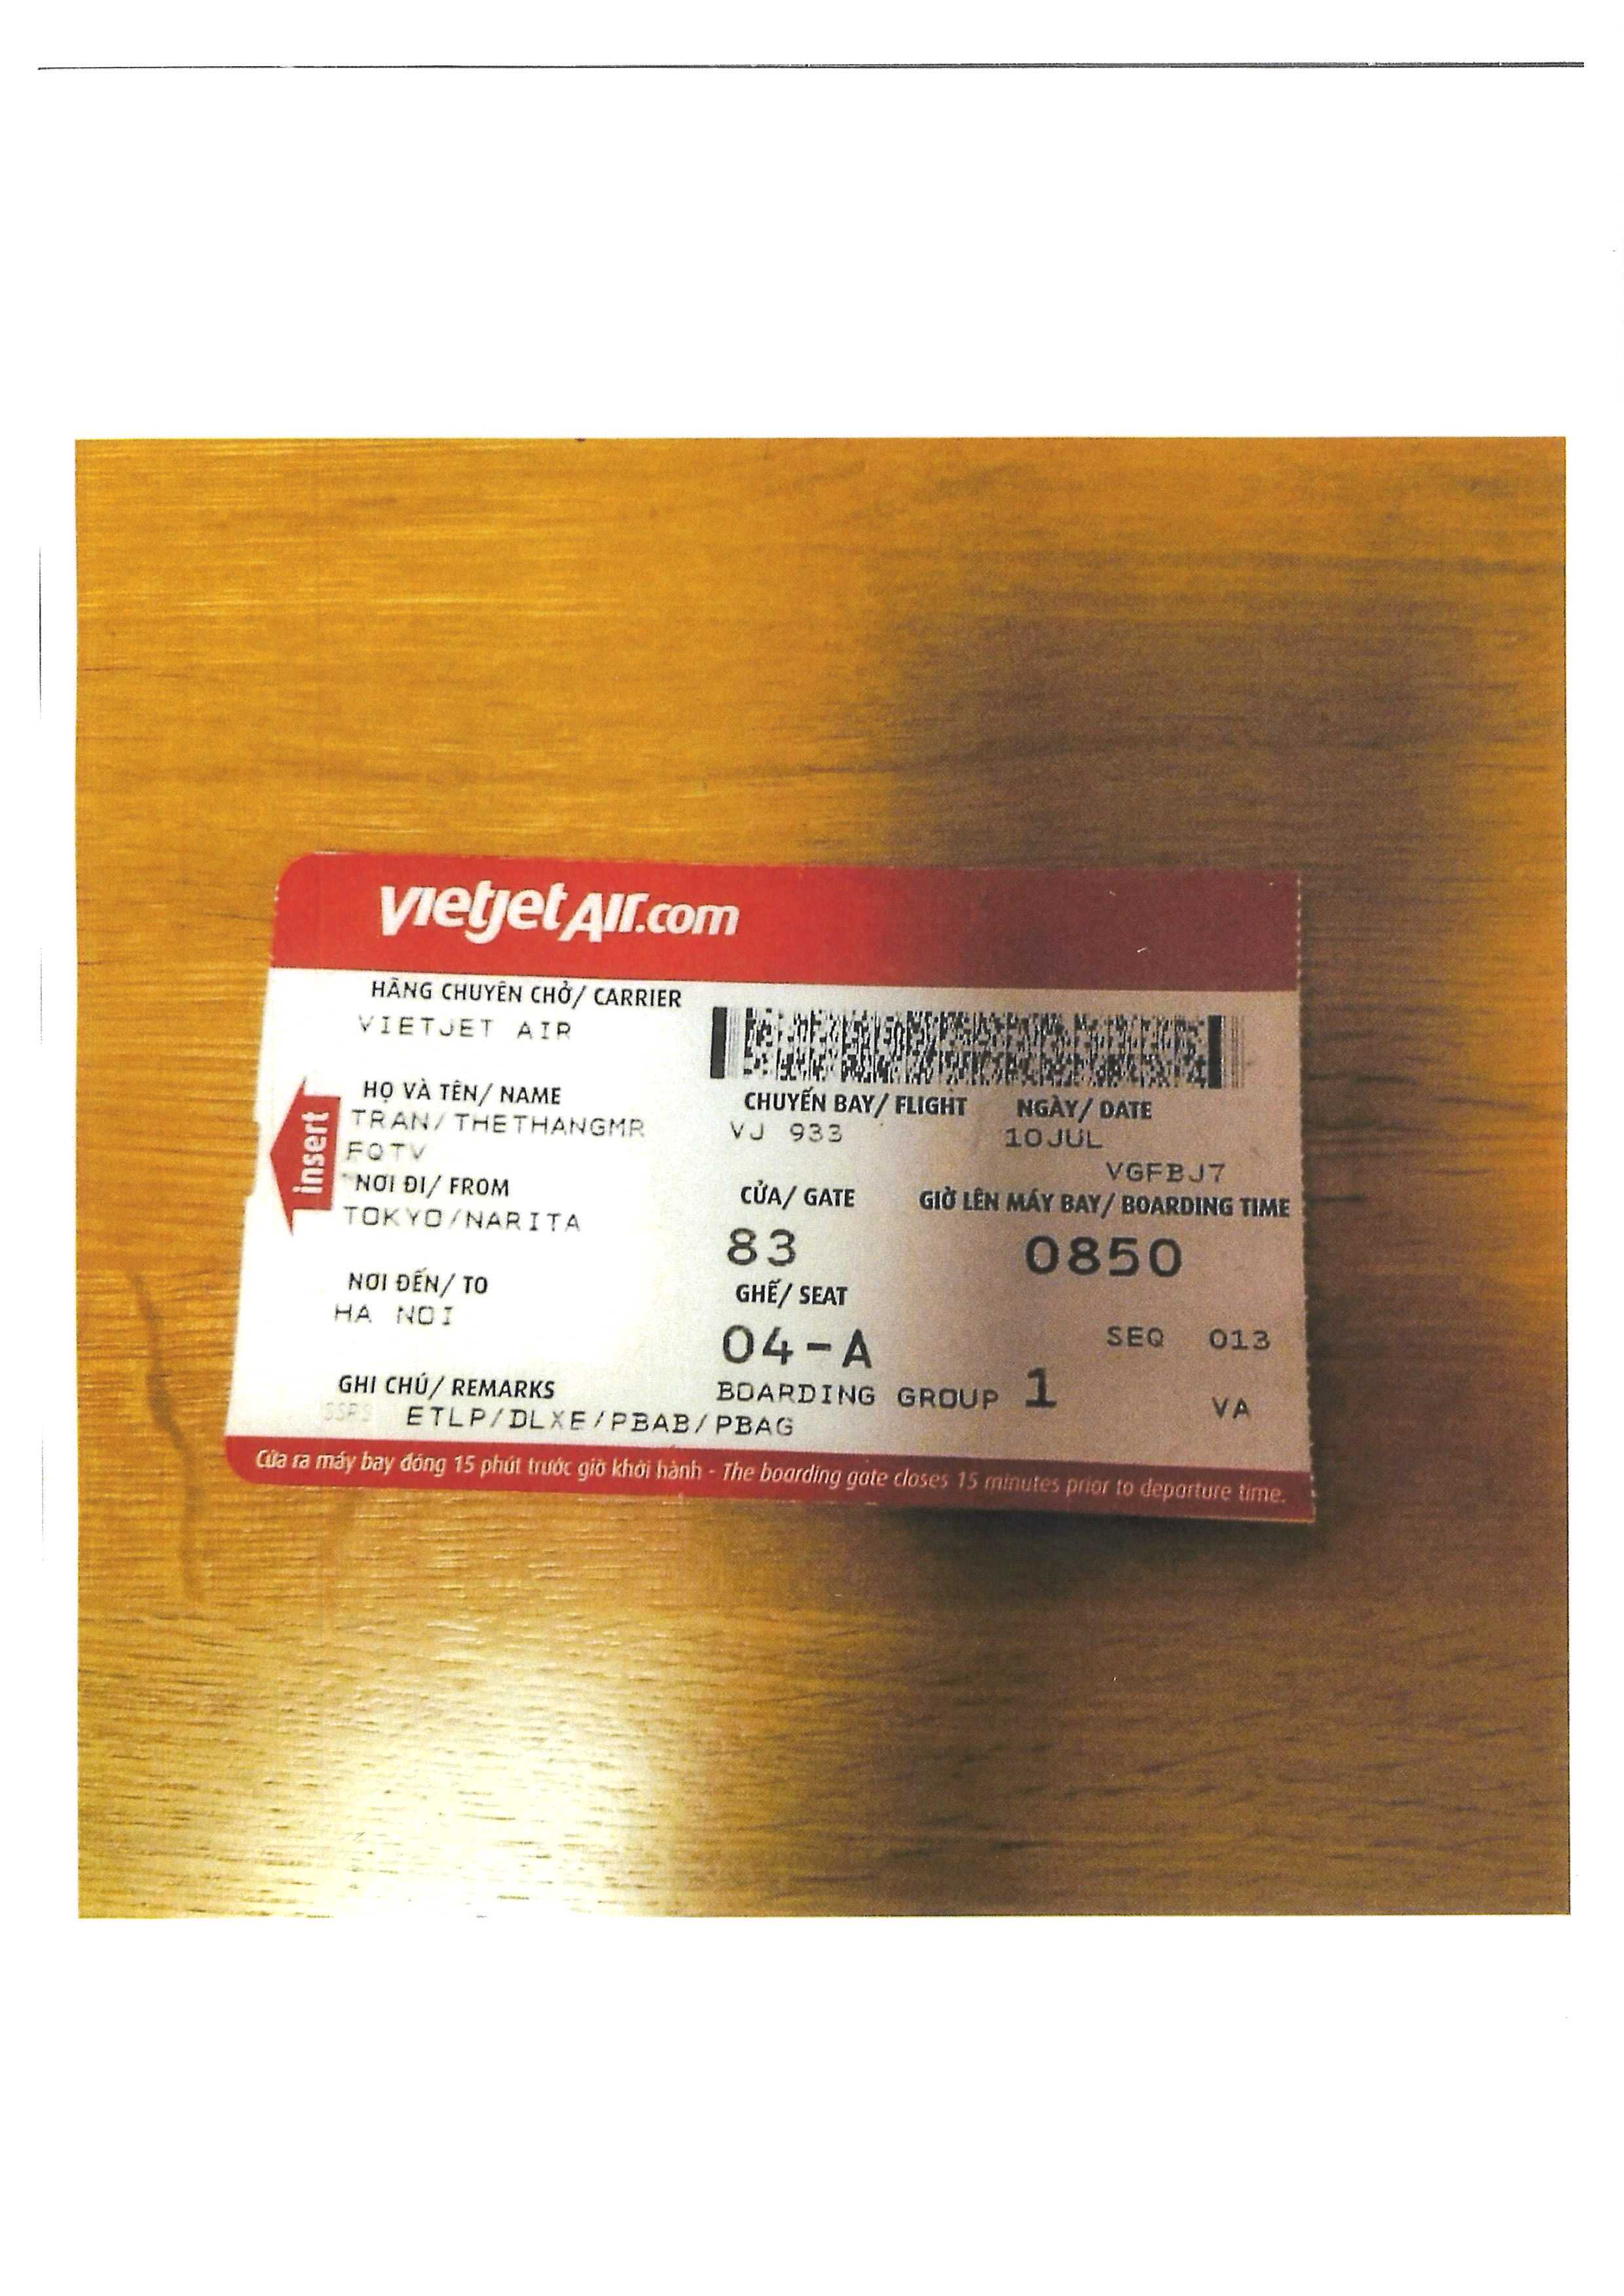 vietjetAir.com
HÃNG CHUYÊN CHỞ/ CARRIER
VIETJET AIR
HỌ VÀ TÊN/ NAME
TRAN/THETHANGMR
FQTV
CHUYẾN BAY/ FLIGHT NGÀY/ DATE
VJ 933 10JUL
VGFBJ7
insert
NƠI ĐI/ FROM
TOKYO/NARITA
CỬA/ GATE GIỜ LÊN MÁY BAY/ BOARDING TIME
83 0850
NƠI ĐẾN/ TO
HA NOI
GHẾ/ SEAT
04-A SEQ 013
GHI CHÚ/ REMARKS
BOARDING GROUP 1 VA
SSRS ETLP/DLXE/PBAB/PBAG
Cửa ra máy bay đóng 15 phút trước giờ khởi hành - The boarding gate closes 15 minutes prior to departure time.